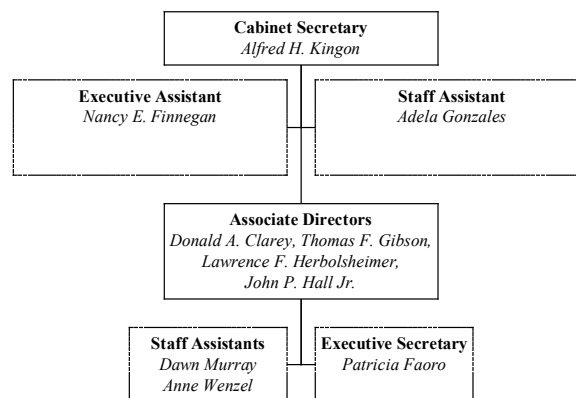 Cabinet Secretary
Alfred H. Kingon
Executive Assistant
Nancy E. Finnegan
Staff Assistant
Adela Gonzales
Associate Directors
Donald A. Clarey, Thomas F. Gibson,
Lawrence F. Herbolsheimer,
John P. Hall Jr.
Staff Assistants
Dawn Murray
Anne Wenzel
Executive Secretary
Patricia Faoro